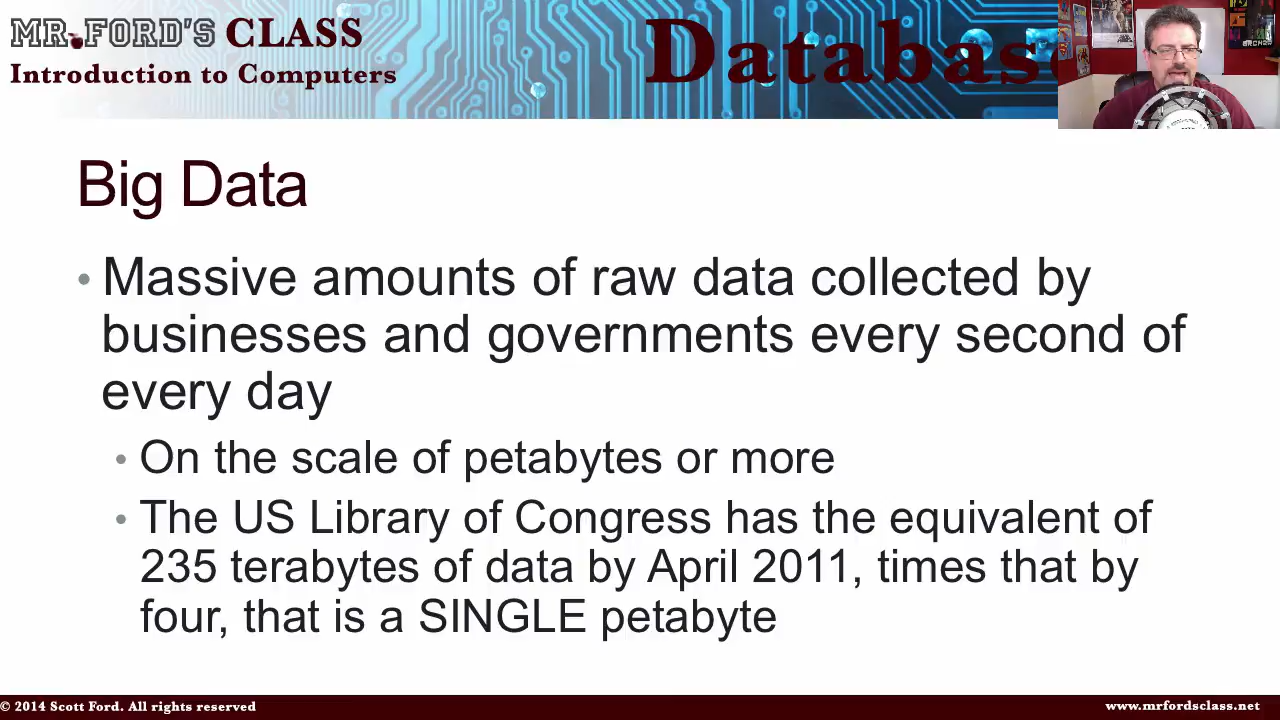 MR.FORD'S CLASS
Introduction to Computers
Databas
Big Data
• Massive amounts of raw data collected by
businesses and governments every second of
every day
• On the scale of petabytes or more
• The US Library of Congress has the equivalent of
235 terabytes of data by April 2011, times that by
four, that is a SINGLE petabyte
© 2014 Scott Ford. All rights reserved
www.mrfordsclass.net